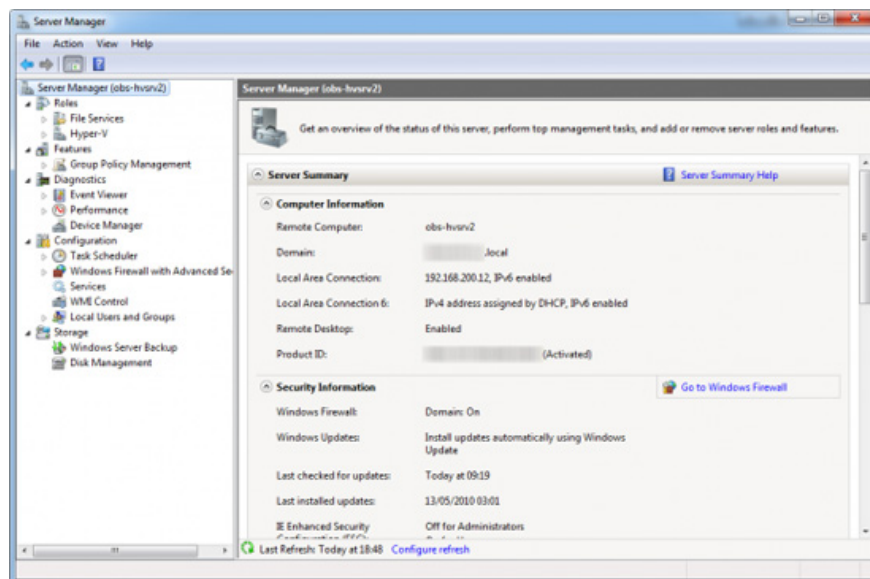 Server Manager
File Action View Help
Server Manager (obs-hvsrv2)
Roles
File Services
Hyper-V
Features
Group Policy Management
Diagnostics
Event Viewer
Performance
Device Manager
Configuration
Task Scheduler
Windows Firewall with Advanced Se
Services
WMI Control
Local Users and Groups
Storage
Windows Server Backup
Disk Management
Server Manager (obs-hvsrv2)
Get an overview of the status of this server, perform top management tasks, and add or remove server roles and features.
Server Summary
Server Summary Help
Computer Information
Remote Computer: obs-hvsrv2
Domain: .local
Local Area Connection: 192.168.200.12, IPv6 enabled
Local Area Connection 6: IPv4 address assigned by DHCP, IPv6 enabled
Remote Desktop: Enabled
Product ID: (Activated)
Security Information
Go to Windows Firewall
Windows Firewall: Domain: On
Windows Updates: Install updates automatically using Windows
Update
Last checked for updates: Today at 09:19
Last installed updates: 13/05/2010 03:01
IE Enhanced Security Off for Administrators
Last Refresh: Today at 18:48 Configure refresh